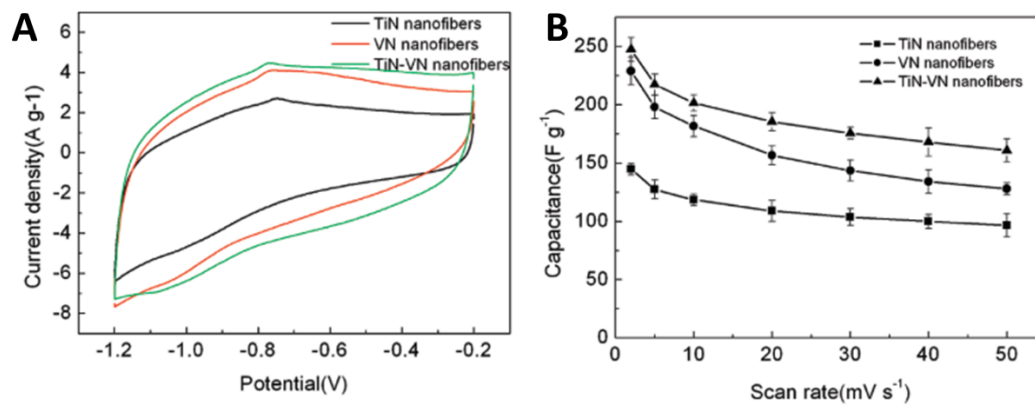 A
TiN nanofibers
VN nanofibers
TiN-VN nanofibers
Current density(A g-1)
6
4
2
0
-2
-4
-6
-8
-1.2
-1.0
-0.8
-0.6
-0.4
-0.2
Potential(V)
B
TiN nanofibers
VN nanofibers
TiN-VN nanofibers
Capacitance(F g⁻¹)
250
200
150
100
50
0
0
10
20
30
40
50
Scan rate(mV s⁻¹)